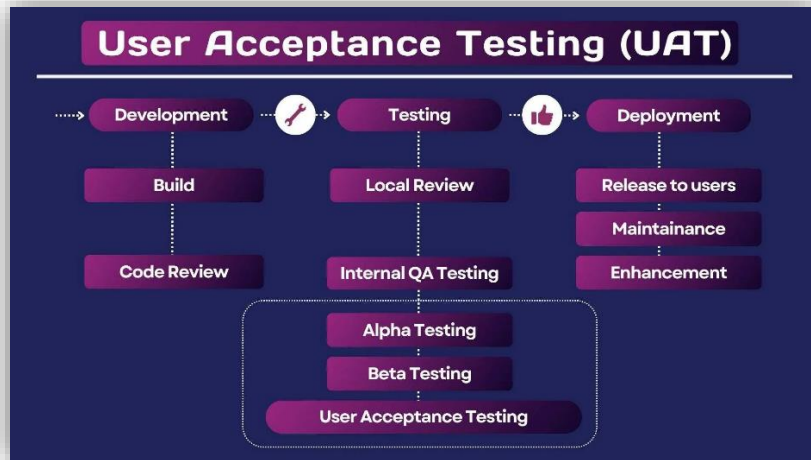 User Acceptance Testing (UAT)
Development
Testing
Deployment
Build
Local Review
Release to users
Maintainance
Code Review
Internal QA Testing
Enhancement
Alpha Testing
Beta Testing
User Acceptance Testing